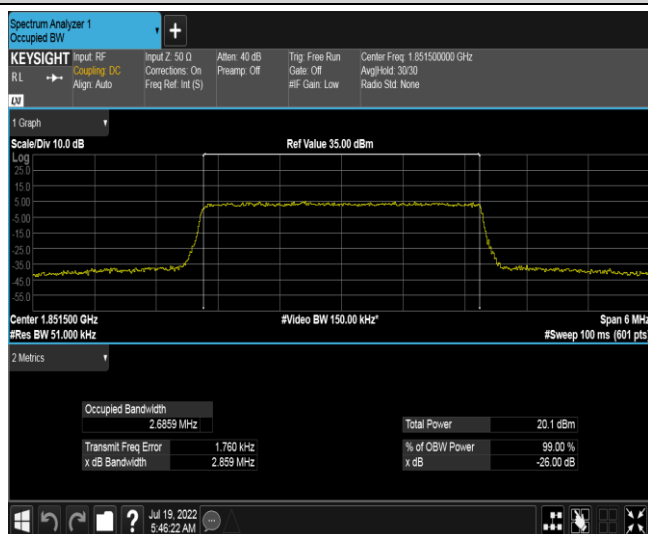 Spectrum Analyzer 1
Occupied BW
+
KEYSIGHT
RL
LXI
Input: RF
Coupling: DC
Align: Auto
Input Z: 50 Ω
Corrections: On
Freq Ref: Int (S)
Atten: 40 dB
Preamp: Off
Trig: Free Run
Gate: Off
#IF Gain: Low
Center Freq: 1.851500000 GHz
Avg|Hold: 30/30
Radio Std: None
1 Graph
Scale/Div 10.0 dB
Ref Value 35.00 dBm
Log
25.0
15.0
5.00
-5.00
-15.0
-25.0
-35.0
-45.0
-55.0
Center 1.851500 GHz
#Video BW 150.00 kHz*
Span 6 MHz
#Res BW 51.000 kHz
#Sweep 100 ms (601 pts)
2 Metrics
Occupied Bandwidth
2.6859 MHz
Total Power 20.1 dBm
Transmit Freq Error 1.760 kHz
% of OBW Power 99.00 %
x dB Bandwidth 2.859 MHz
x dB -26.00 dB
?
Jul 19, 2022
5:46:22 AM